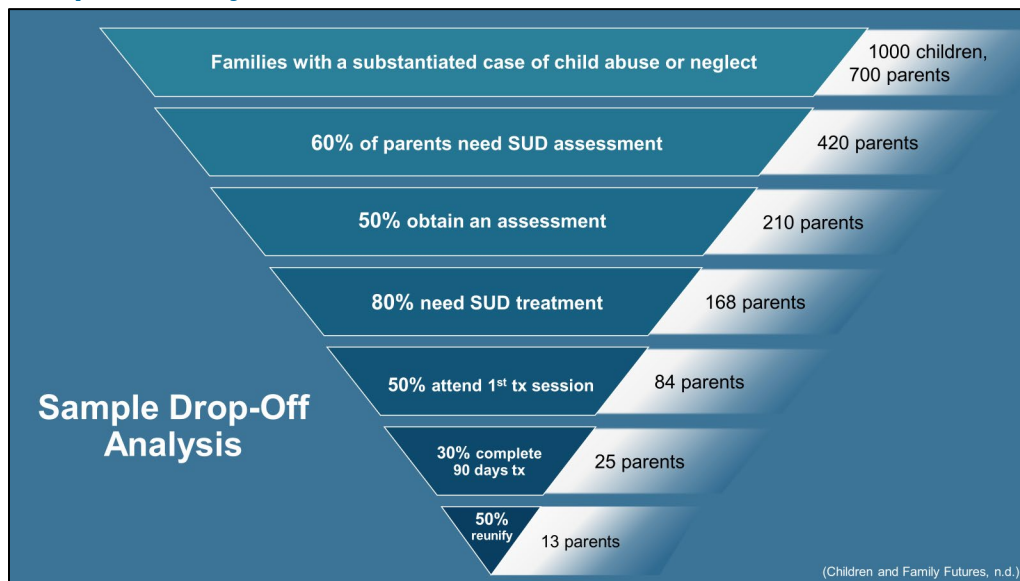 Families with a substantiated case of child abuse or neglect
1000 children,
700 parents
60% of parents need SUD assessment
420 parents
50% obtain an assessment
210 parents
80% need SUD treatment
168 parents
50% attend 1st tx session
84 parents
Sample Drop-Off
Analysis
30% complete
90 days tx
25 parents
50%
reunify
13 parents
(Children and Family Futures, n.d.)